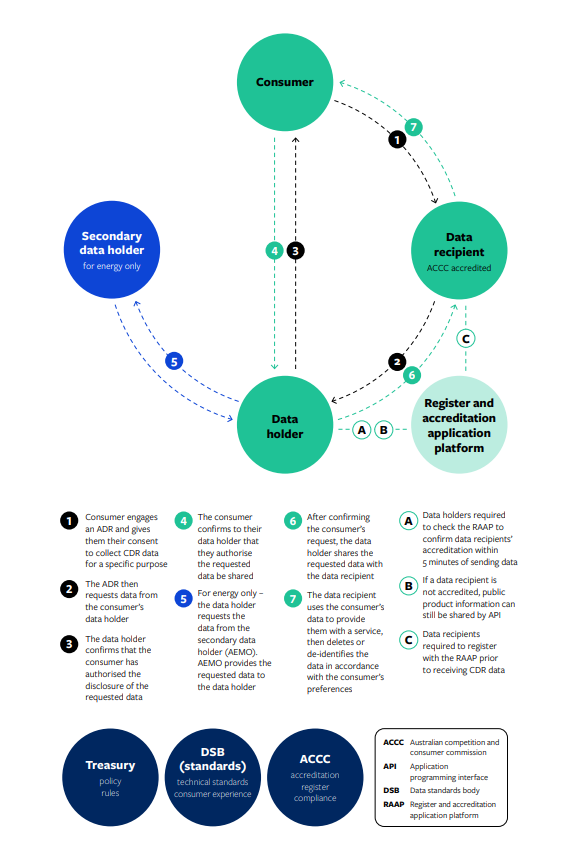 Consumer
7
1
Secondary
data holder
for energy only
Data
recipient
ACCC accredited
4
3
C
5
2
6
Data
holder
A
B
Register and
accreditation
application
platform
1
Consumer engages
an ADR and gives
them their consent
to collect CDR data
for a specific purpose
2
The ADR then
requests data from
the consumer's
data holder
3
The data holder
confirms that the
consumer has
authorised the
disclosure of the
requested data
4
The consumer
confirms to their
data holder that
they authorise
the requested
data be shared
5
For energy only –
the data holder
requests the
data from the
secondary data
holder (AEMO).
AEMO provides the
requested data to
the data holder
6
After confirming
the consumer's
request, the data
holder shares the
requested data with
the data recipient
7
The data recipient
uses the consumer's
data to provide
them with a service,
then deletes or
de-identifies the
data in accordance
with the consumer's
preferences
A
Data holders required
to check the RAAP to
confirm data recipients'
accreditation within
5 minutes of sending data
B
If a data recipient is
not accredited, public
product information can
still be shared by API
C
Data recipients
required to register
with the RAAP prior
to receiving CDR data
Treasury
policy
rules
DSB
(standards)
technical standards
consumer experience
ACCC
accreditation
register
compliance
ACCC Australian competition and
consumer commission
API Application
programming interface
DSB Data standards body
RAAP Register and accreditation
application platform